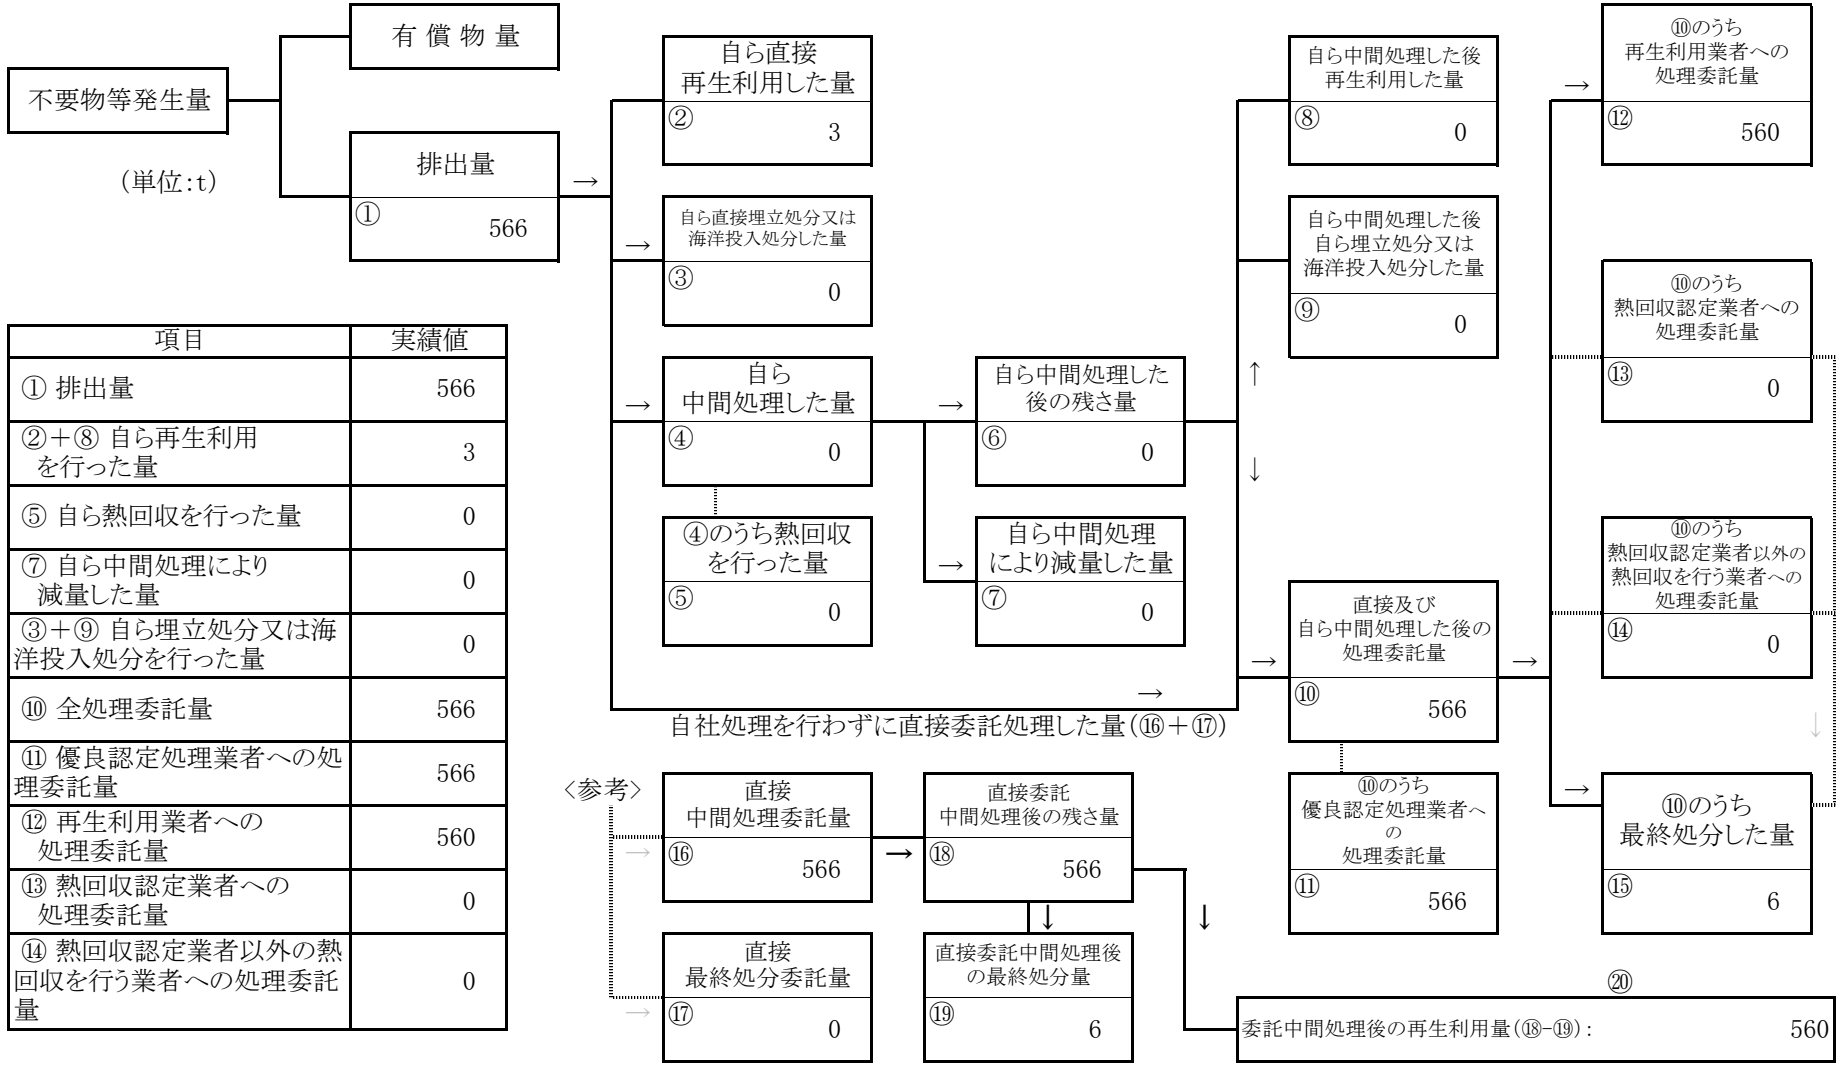 有 償 物 量
不要物等発生量
(単位:t)
排出量
①
566
→
自ら直接
再生利用した量
②
3
→
自ら直接埋立処分又は
海洋投入処分した量
③
0
→
自ら
中間処理した量
④
0
④のうち熱回収
を行った量
⑤
0
→
自ら中間処理した
後の残さ量
⑥
0
→
自ら中間処理
により減量した量
⑦
0
自ら中間処理した後
再生利用した量
⑧
0
自ら中間処理した後
自ら埋立処分又は
海洋投入処分した量
⑨
0
↑
↓
→
自社処理を行わずに直接委託処理した量(⑯+⑰)
→
直接及び
自ら中間処理した後の
処理委託量
⑩
566
⑩のうち
優良認定処理業者へ
の
処理委託量
⑪
566
→
→
⑩のうち
再生利用業者への
処理委託量
⑫
560
⑩のうち
熱回収認定業者への
処理委託量
⑬
0
⑩のうち
熱回収認定業者以外の
熱回収を行う業者への
処理委託量
⑭
0
↓
→
⑩のうち
最終処分した量
⑮
6
項目 実績値
① 排出量 566
②+⑧ 自ら再生利用
を行った量 3
⑤ 自ら熱回収を行った量 0
⑦ 自ら中間処理により
減量した量 0
③+⑨ 自ら埋立処分又は海
洋投入処分を行った量 0
⑩ 全処理委託量 566
⑪ 優良認定処理業者への処
理委託量 566
⑫ 再生利用業者への
処理委託量 560
⑬ 熱回収認定業者への
処理委託量 0
⑭ 熱回収認定業者以外の熱
回収を行う業者への処理委託
量 0
<参考>
→
直接
中間処理委託量
⑯
566
→
直接委託
中間処理後の残さ量
⑱
566
↓
↓
→
直接
最終処分委託量
⑰
0
直接委託中間処理後
の最終処分量
⑲
6
⑳
委託中間処理後の再生利用量(⑱-⑲): 560